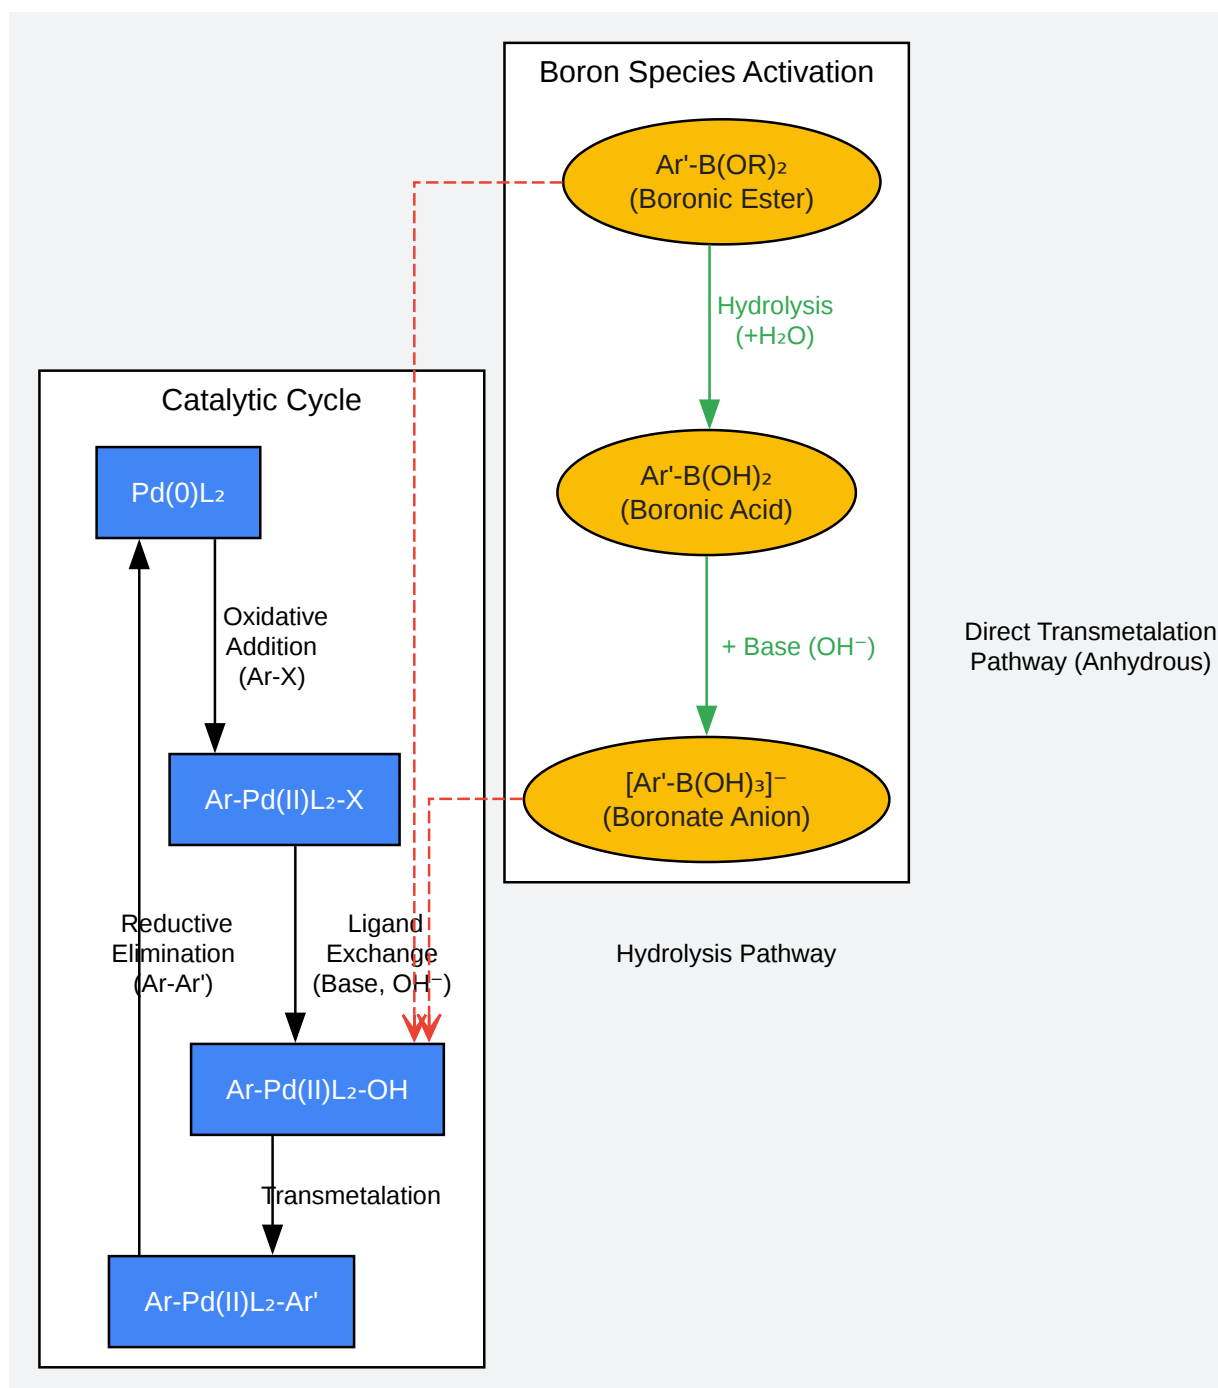 Boron Species Activation
Ar'-B(OR)₂
(Boronic Ester)
Hydrolysis
(+H₂O)
Ar'-B(OH)₂
(Boronic Acid)
+ Base (OH⁻)
[Ar'-B(OH)₃]⁻
(Boronate Anion)
Direct Transmetalation
Pathway (Anhydrous)
Hydrolysis Pathway
Catalytic Cycle
Pd(0)L₂
Oxidative
Addition
(Ar-X)
Ar-Pd(II)L₂-X
Reductive
Elimination
(Ar-Ar')
Ligand
Exchange
(Base, OH⁻)
Ar-Pd(II)L₂-OH
Transmetalation
Ar-Pd(II)L₂-Ar'